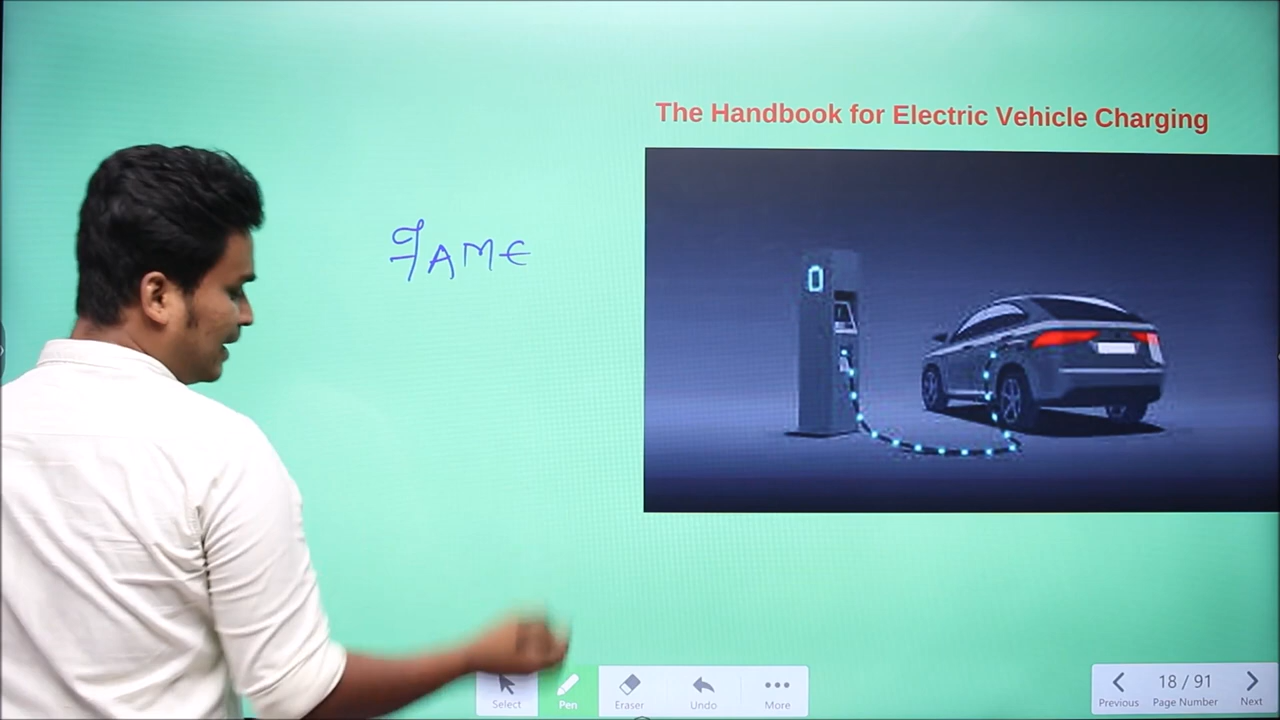 The Handbook for Electric Vehicle Charging
FAME
Select
Pen
Eraser
Undo
More
Previous
18 / 91
Page Number
Next